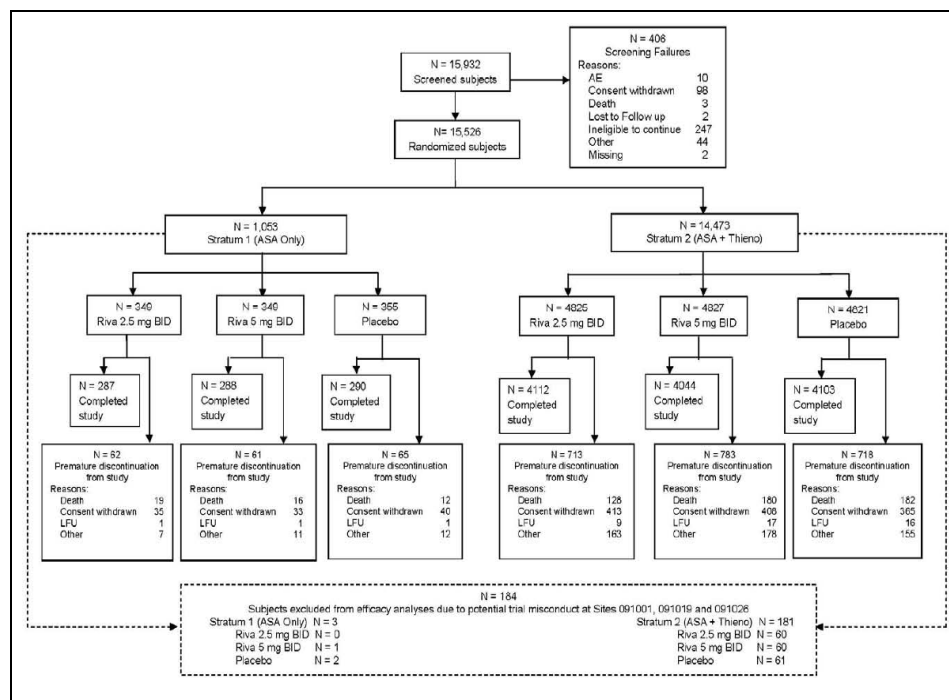 N = 406
Screening Failures
Reasons:
AE 10
Consent withdrawn 98
Death 3
Lost to Follow up 2
Ineligible to continue 247
Other 44
Missing 2
N = 15,932
Screened subjects
N= 15,526
Randomized subjects
N = 1,053
Stratum 1 (ASA Only)
N = 14,473
Stratum 2 (ASA + Thieno)
N = 349
Riva 2.5 mg BID
N = 349
Riva 5 mg BID
N = 355
Placebo
N = 4825
Riva 2.5 mg BID
N = 4827
Riva 5 mg BID
N = 4821
Placebo
N = 287
Completed
study
N = 288
Completed
study
N = 290
Completed
study
N = 4112
Completed
study
N = 4044
Completed
study
N = 4103
Completed
study
N = 62
Premature discontinuation
from study
Reasons:
Death 19
Consent withdrawn 35
LFU 1
Other 7
N = 61
Premature discontinuation
from study
Reasons:
Death 16
Consent withdrawn 33
LFU 1
Other 11
N = 65
Premature discontinuation
from study
Reasons:
Death 12
Consent withdrawn 40
LFU 1
Other 12
N = 713
Premature discontinuation
from study
Reasons:
Death 128
Consent withdrawn 413
LFU 9
Other 163
N = 783
Premature discontinuation
from study
Reasons:
Death 180
Consent withdrawn 408
LFU 17
Other 178
N = 718
Premature discontinuation
from study
Reasons:
Death 182
Consent withdrawn 365
LFU 16
Other 155
N = 184
Subjects excluded from efficacy analyses due to potential trial misconduct at Sites 091001, 091019 and 091026
Stratum 1 (ASA Only) N = 3
Riva 2.5 mg BID N = 0
Riva 5 mg BID N = 1
Placebo N = 2
Stratum 2 (ASA + Thieno) N = 181
Riva 2.5 mg BID N = 60
Riva 5 mg BID N = 60
Placebo N = 61